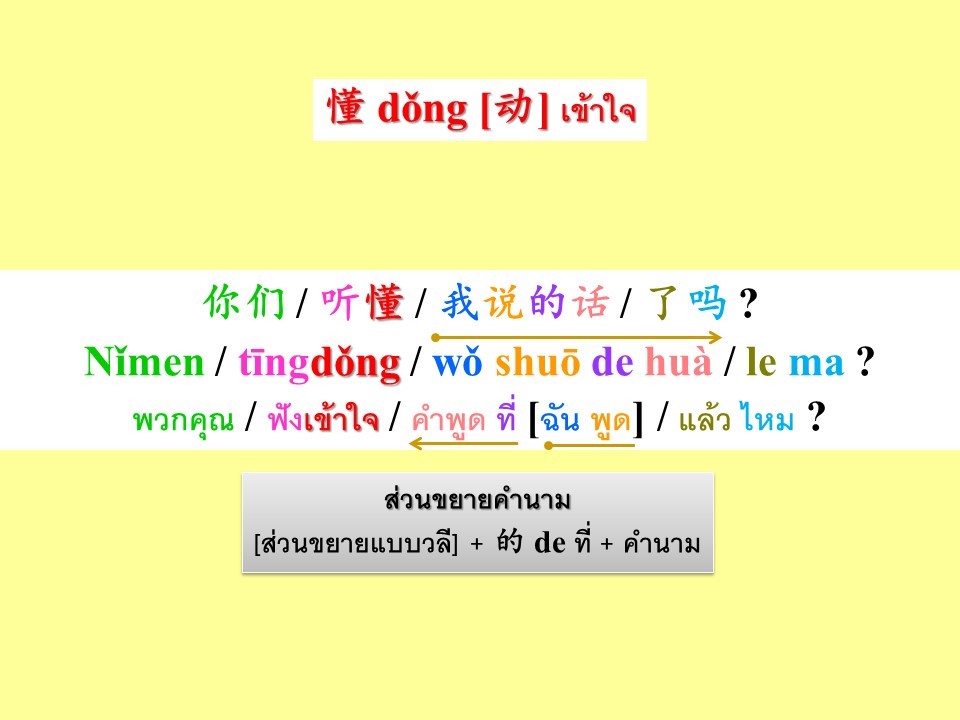 懂 dǒng [动] เข้าใจ
你们 / 听懂 / 我说的话 / 了吗 ?
Nǐmen / tīngdǒng / wǒ shuō de huà / le ma ?
พวกคุณ / ฟังเข้าใจ / คำพูด ที่ [ฉัน พูด] / แล้ว ไหม ?
ส่วนขยายคำนาม
[ส่วนขยายแบบวลี] + 的 de ที่ + คำนาม